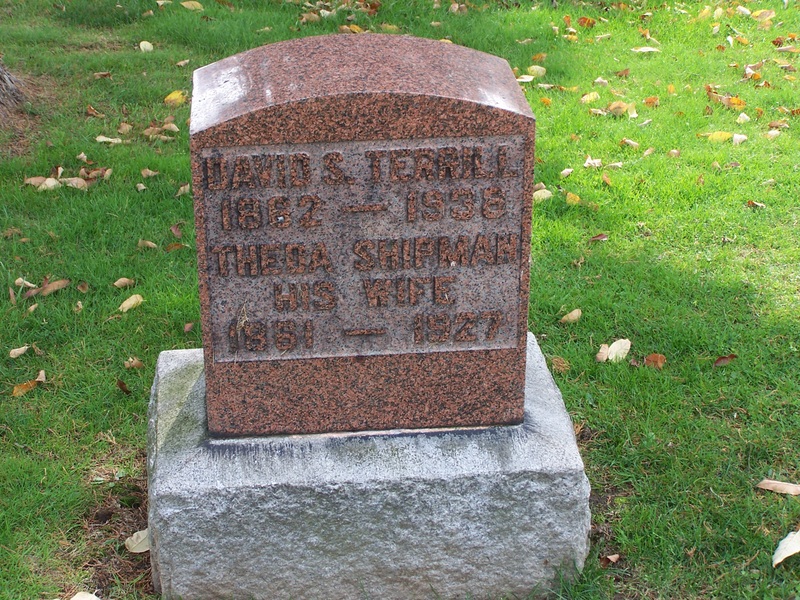 DAVID S. TERRILL
1862 — 1938
THEDA SHIPMAN
HIS WIFE
1861 — 1927